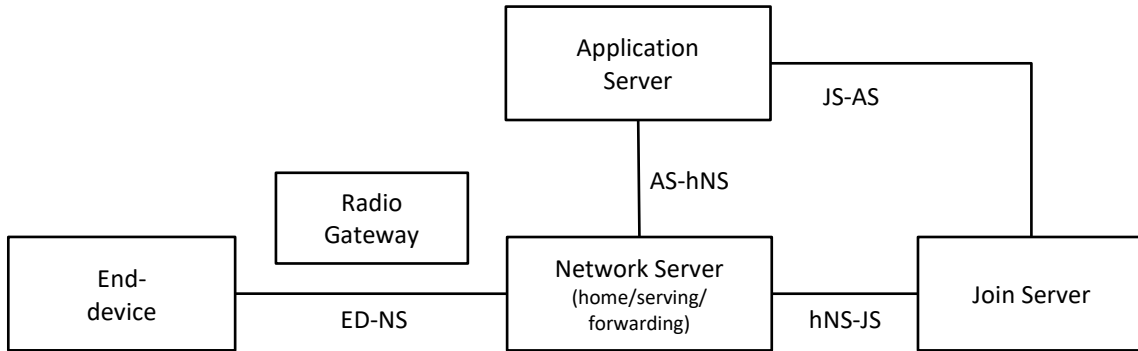 Application
Server
JS-AS
AS-hNS
Radio
Gateway
End-
device
ED-NS
Network Server
(home/serving/
forwarding)
hNS-JS
Join Server